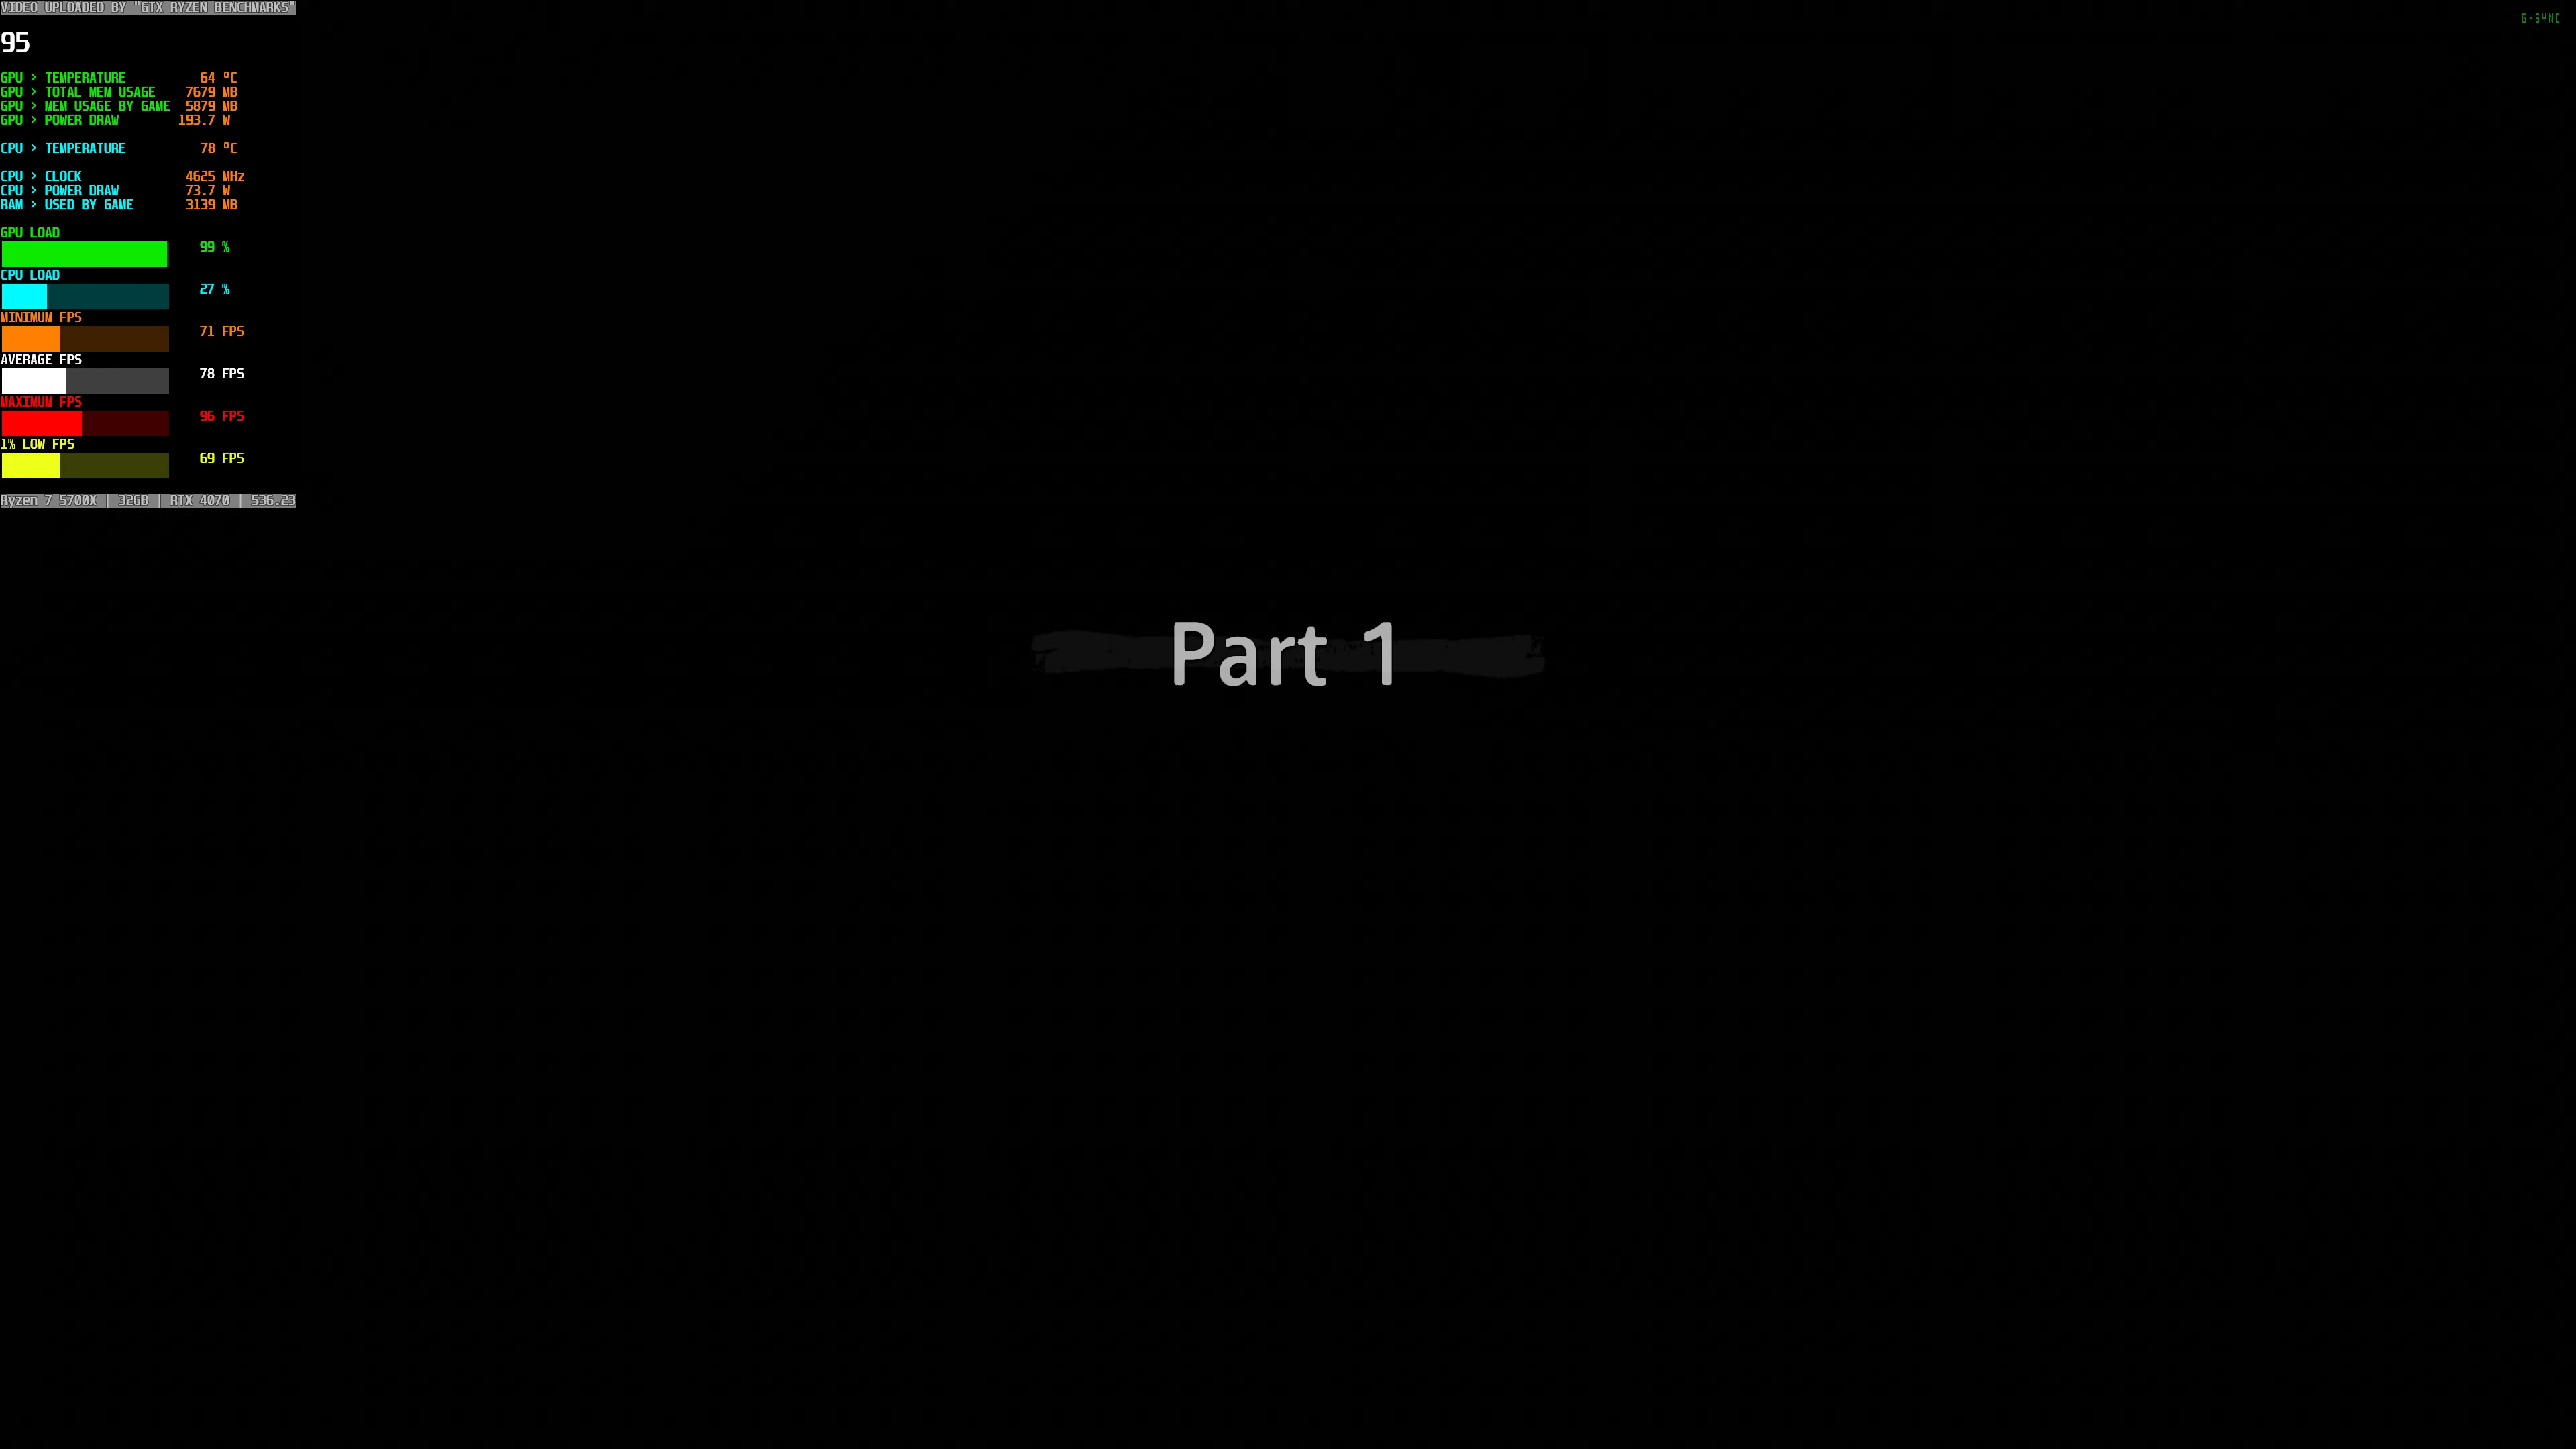 VIDEO UPLOADED BY "GTX RYZEN BENCHMARKS"
G-SYNC
95
GPU > TEMPERATURE 64 °C
GPU > TOTAL MEM USAGE 7679 MB
GPU > MEM USAGE BY GAME 5879 MB
GPU > POWER DRAW 193.7 W
CPU > TEMPERATURE 78 °C
CPU > CLOCK 4625 MHz
CPU > POWER DRAW 73.7 W
RAM > USED BY GAME 3139 MB
GPU LOAD
99 %
CPU LOAD
27 %
MINIMUM FPS
71 FPS
AVERAGE FPS
78 FPS
MAXIMUM FPS
96 FPS
1% LOW FPS
69 FPS
Ryzen 7 5700X | 32GB | RTX 4070 | 536.23
Part 1